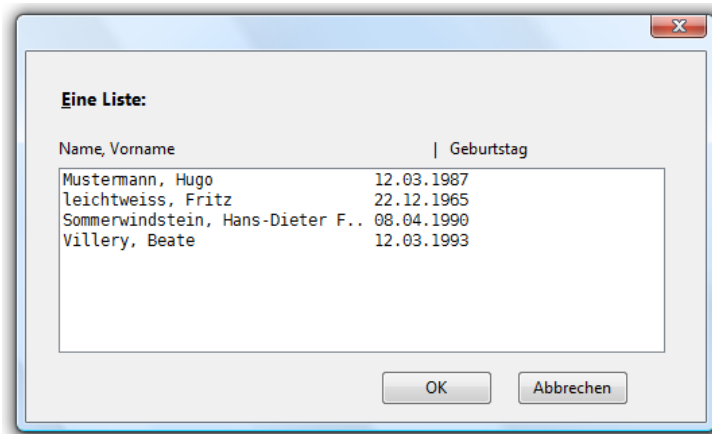 Eine Liste:
Name, Vorname | Geburtstag
Mustermann, Hugo 12.03.1987
leichtweiss, Fritz 22.12.1965
Sommerwindstein, Hans-Dieter F.. 08.04.1990
Villery, Beate 12.03.1993
OK Abbrechen